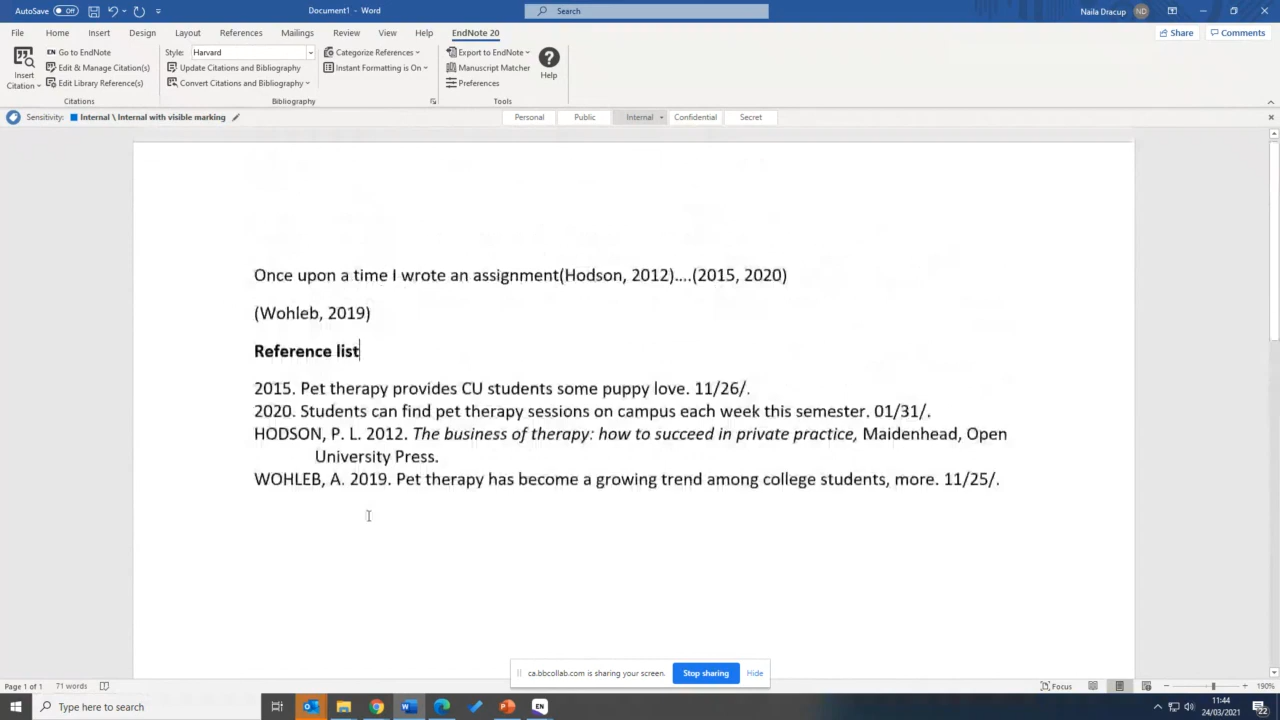 AutoSave Off Document1 - Word Search Naila Dracup ND
File Home Insert Design Layout References Mailings Review View Help EndNote 20 Share Comments
EN Go to EndNote Style: Harvard Categorize References Export to EndNote
Insert Citation Edit & Manage Citation(s) Update Citations and Bibliography Instant Formatting is On Manuscript Matcher Help
Edit Library Reference(s) Convert Citations and Bibliography Preferences
Citations Bibliography Tools
Sensitivity: Internal \ Internal with visible marking Personal Public Internal Confidential Secret
Once upon a time I wrote an assignment(Hodson, 2012)....(2015, 2020)
(Wohleb, 2019)
Reference list
2015. Pet therapy provides CU students some puppy love. 11/26/.
2020. Students can find pet therapy sessions on campus each week this semester. 01/31/.
HODSON, P. L. 2012. The business of therapy: how to succeed in private practice, Maidenhead, Open
University Press.
WOHLEB, A. 2019. Pet therapy has become a growing trend among college students, more. 11/25/.
ca.bbcollab.com is sharing your screen. Stop sharing Hide
Page 1 of 1 71 words Focus 190%
Type here to search EN 11:44
24/03/2021 22